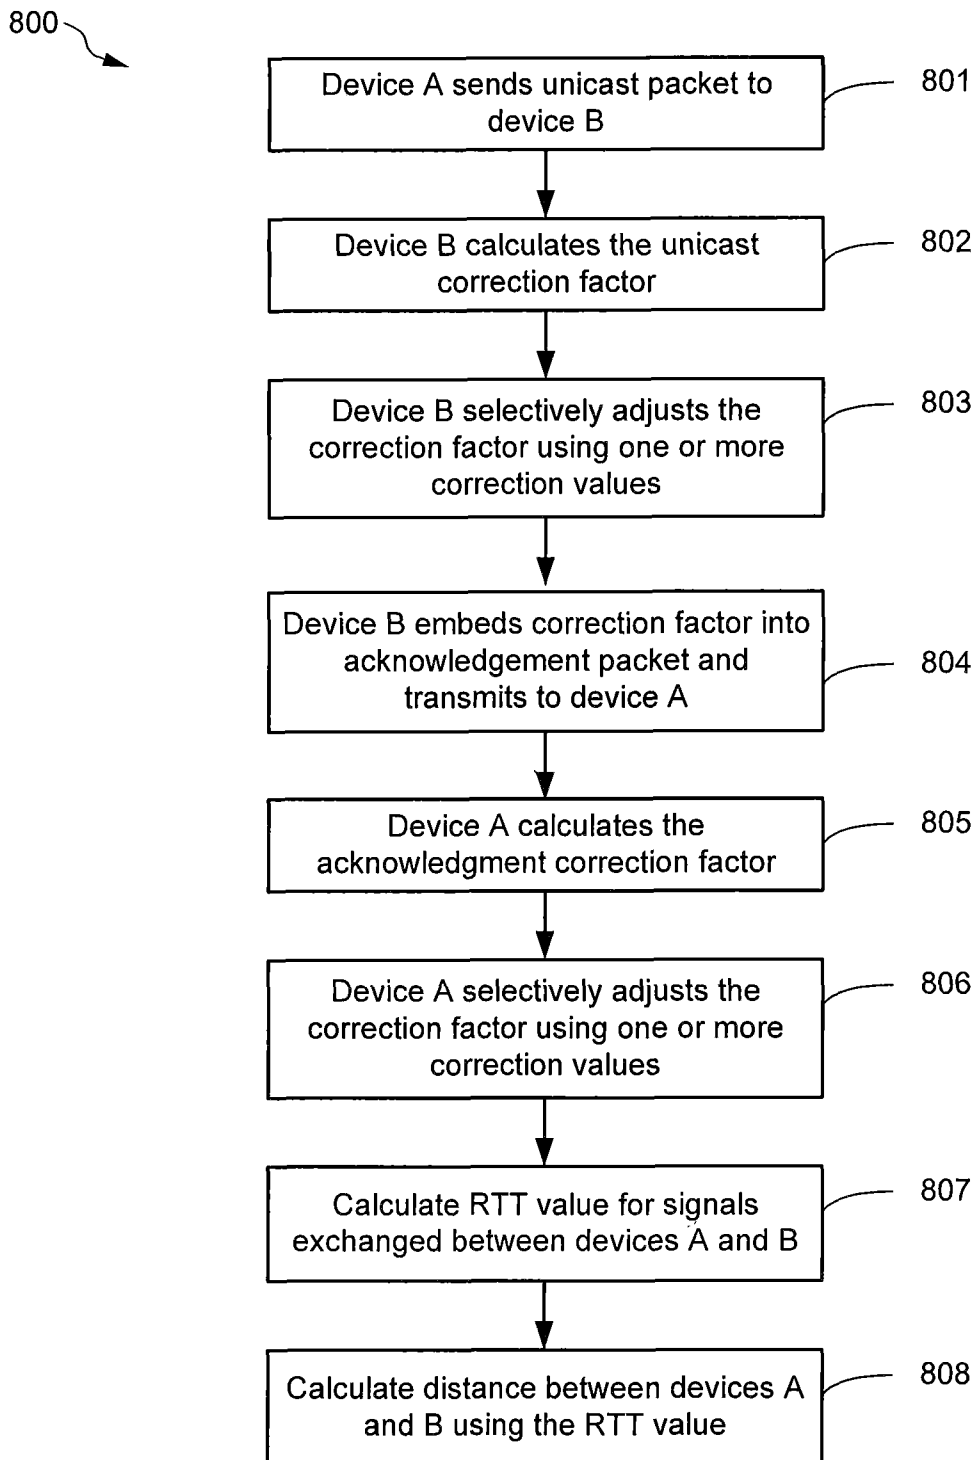 800
Device A sends unicast packet to
device B
801
Device B calculates the unicast
correction factor
802
Device B selectively adjusts the
correction factor using one or more
correction values
803
Device B embeds correction factor into
acknowledgement packet and
transmits to device A
804
Device A calculates the
acknowledgment correction factor
805
Device A selectively adjusts the
correction factor using one or more
correction values
806
Calculate RTT value for signals
exchanged between devices A and B
807
Calculate distance between devices A
and B using the RTT value
808